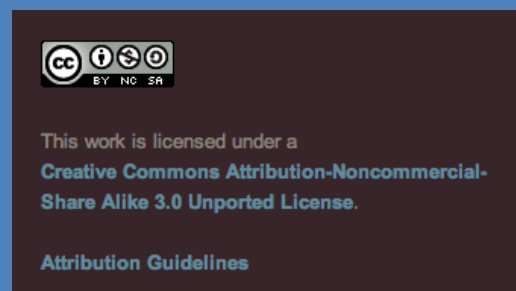 cc
BY NC SA
This work is licensed under a
Creative Commons Attribution-Noncommercial-
Share Alike 3.0 Unported License.
Attribution Guidelines